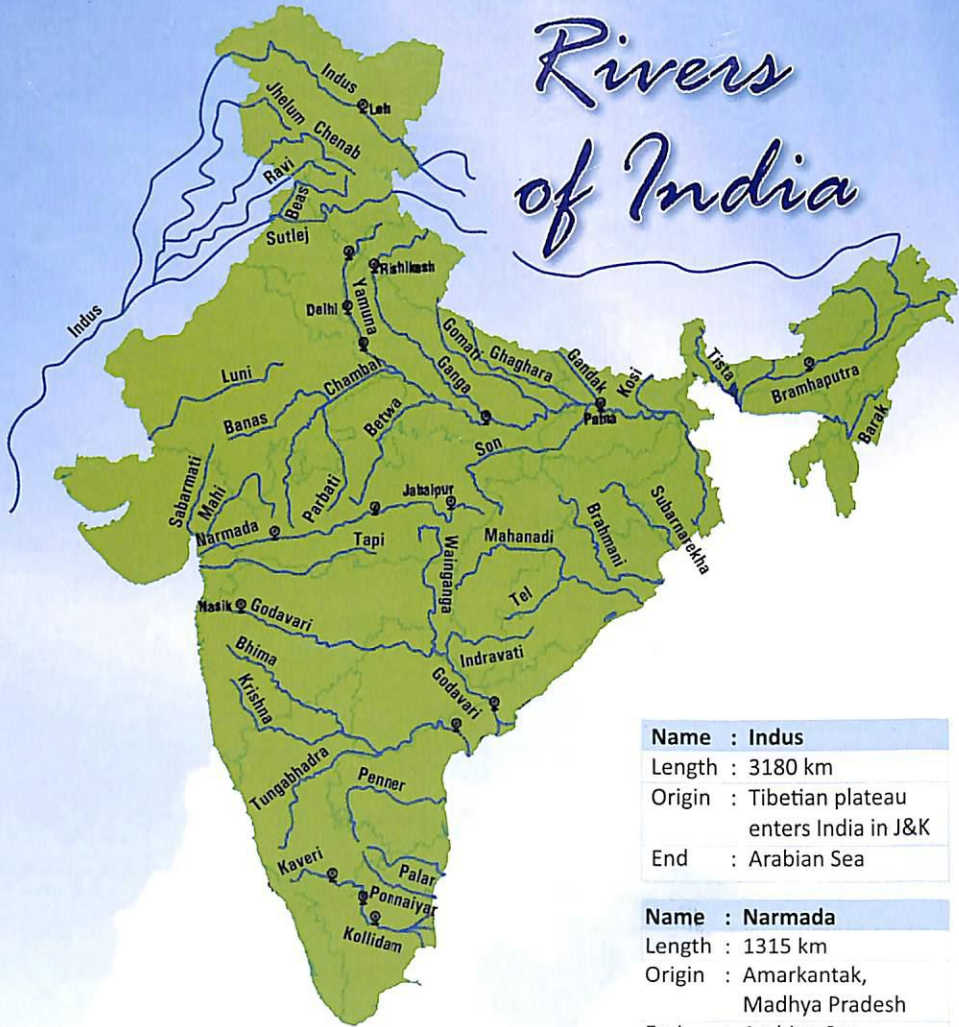 Rivers
of India
Indus
Leh
Jhelum
Chenab
Ravi
Beas
Sutlej
Indus
Rishikesh
Delhi
Yamuna
Gomati
Ghaghara
Gandak
Kosi
Tista
Bramhaputra
Barak
Luni
Banas
Chambal
Ganga
Patna
Betwa
Son
Sabarmati
Mahi
Parbati
Jabalpur
Narmada
Tapi
Wainganga
Mahanadi
Brahmani
Subarnarekha
Tel
Nasik
Godavari
Indravati
Bhima
Godavari
Krishna
Tungabhadra
Penner
Kaveri
Palar
Ponnaiyar
Kollidam
Name : Indus
Length : 3180 km
Origin : Tibetian plateau
enters India in J&K
End : Arabian Sea
Name : Narmada
Length : 1315 km
Origin : Amarkantak,
Madhya Pradesh